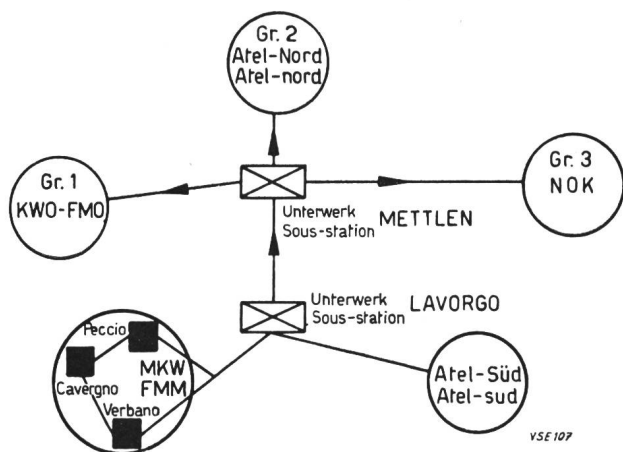 Gr. 2
Atel-Nord
Atel-nord
Gr. 1
KWO-FMO
Gr. 3
NOK
Unterwerk
Sous-station METTLEN
Unterwerk
Sous-station LAVORGO
Peccio
MKW
FMM
Cavergno
Verbano
Atel-Süd
Atel-sud
VSE 107